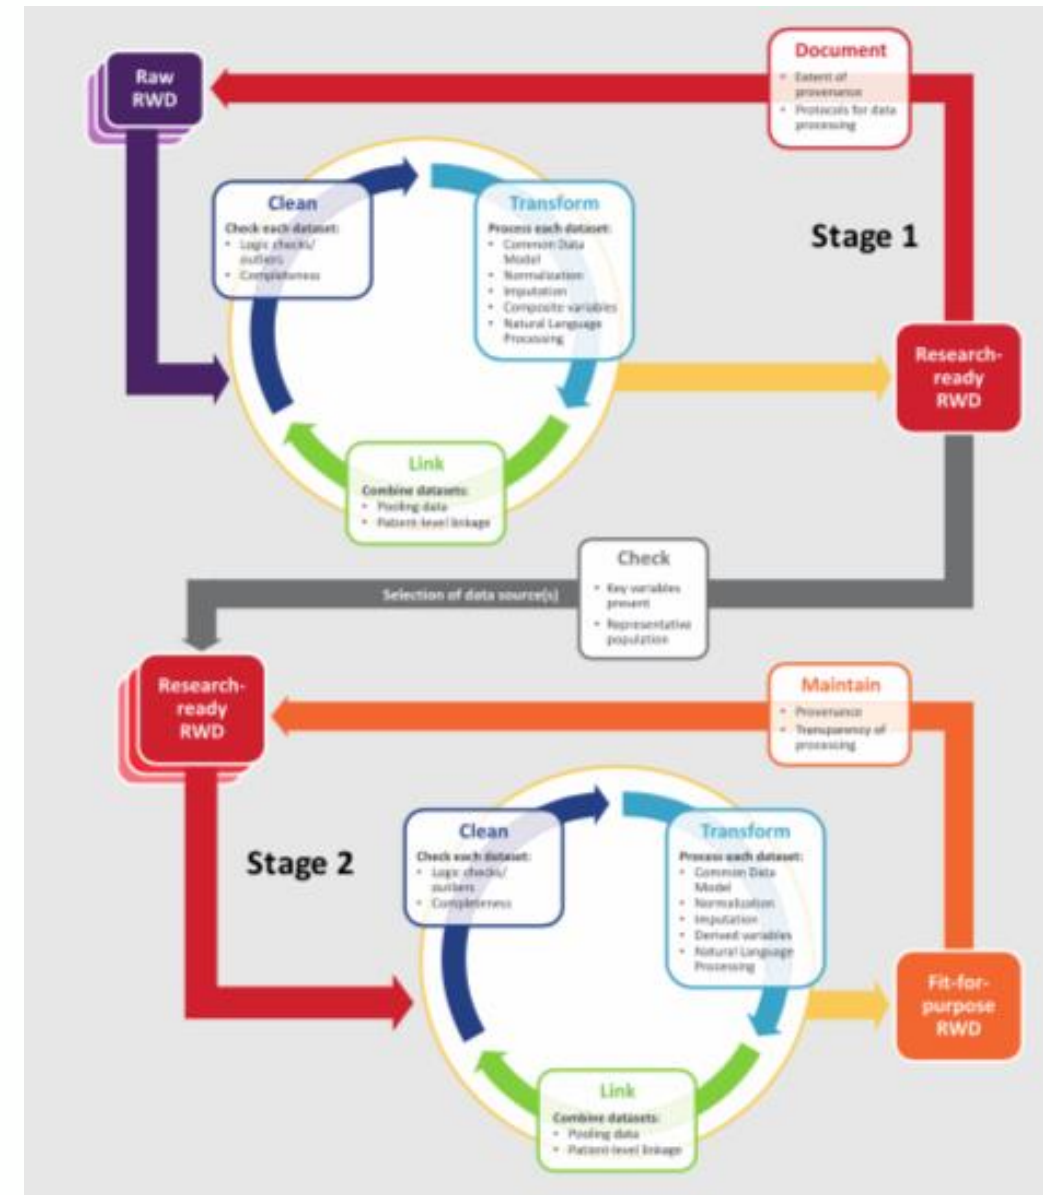 Raw
RWD
Document
• Extent of
provenance
• Protocols for data
processing
Clean
Check each dataset:
• Logic checks/
outliers
• Completeness
Transform
Process each dataset:
• Common Data
Model
• Normalization
• Imputation
• Composite variables
• Natural Language
Processing
Stage 1
Research-
ready
RWD
Link
Combine datasets:
• Pooling data
• Patient-level linkage
Selection of data source(s)
Check
• Key variables
present
• Representative
population
Research-
ready
RWD
Maintain
• Provenance
• Transparency of
processing
Stage 2
Clean
Check each dataset:
• Logic checks/
outliers
• Completeness
Transform
Process each dataset:
• Common Data
Model
• Normalization
• Imputation
• Derived variables
• Natural Language
Processing
Fit-for-
purpose
RWD
Link
Combine datasets:
• Pooling data
• Patient-level linkage